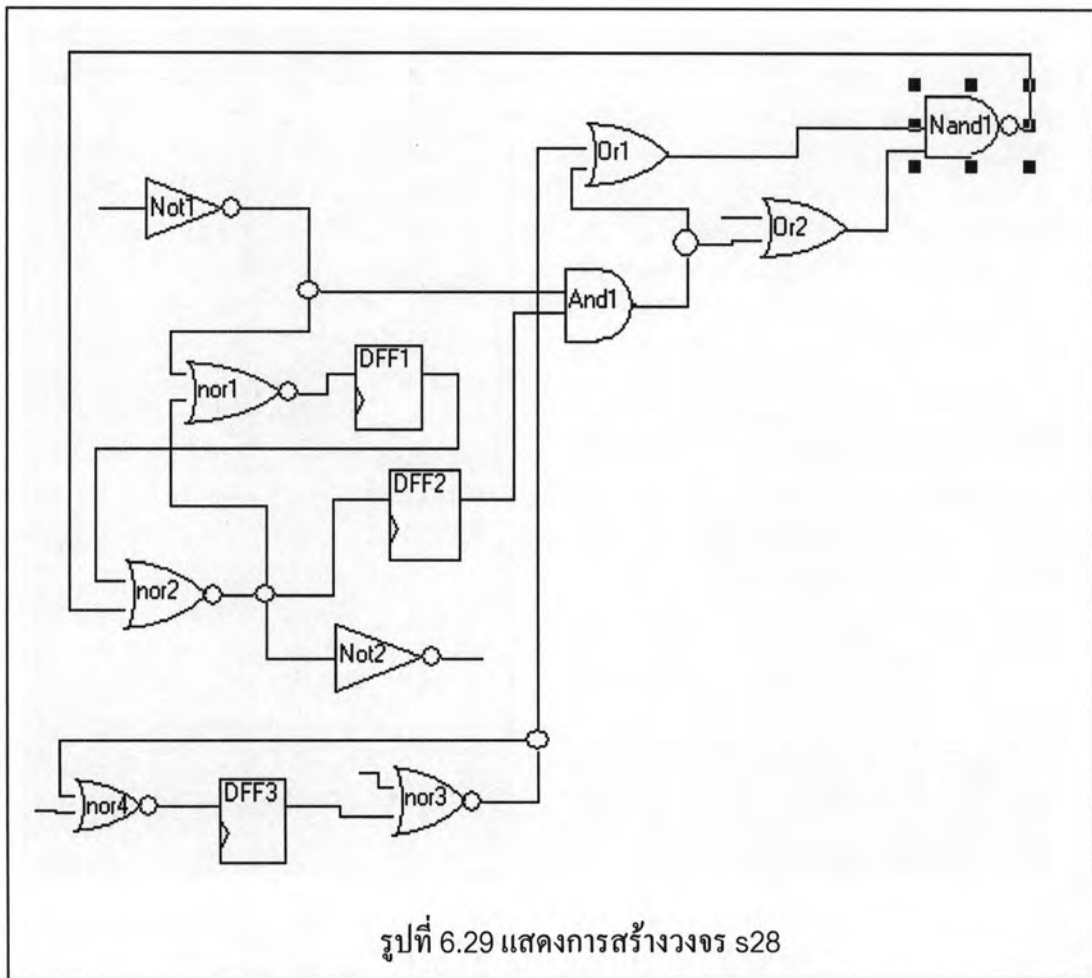 Nand1
Or1
Not1
Or2
And1
DFF1
nor1
DFF2
nor2
Not2
DFF3
nor3
nor4
รูปที่ 6.29 แสดงการสร้างวงจร s28